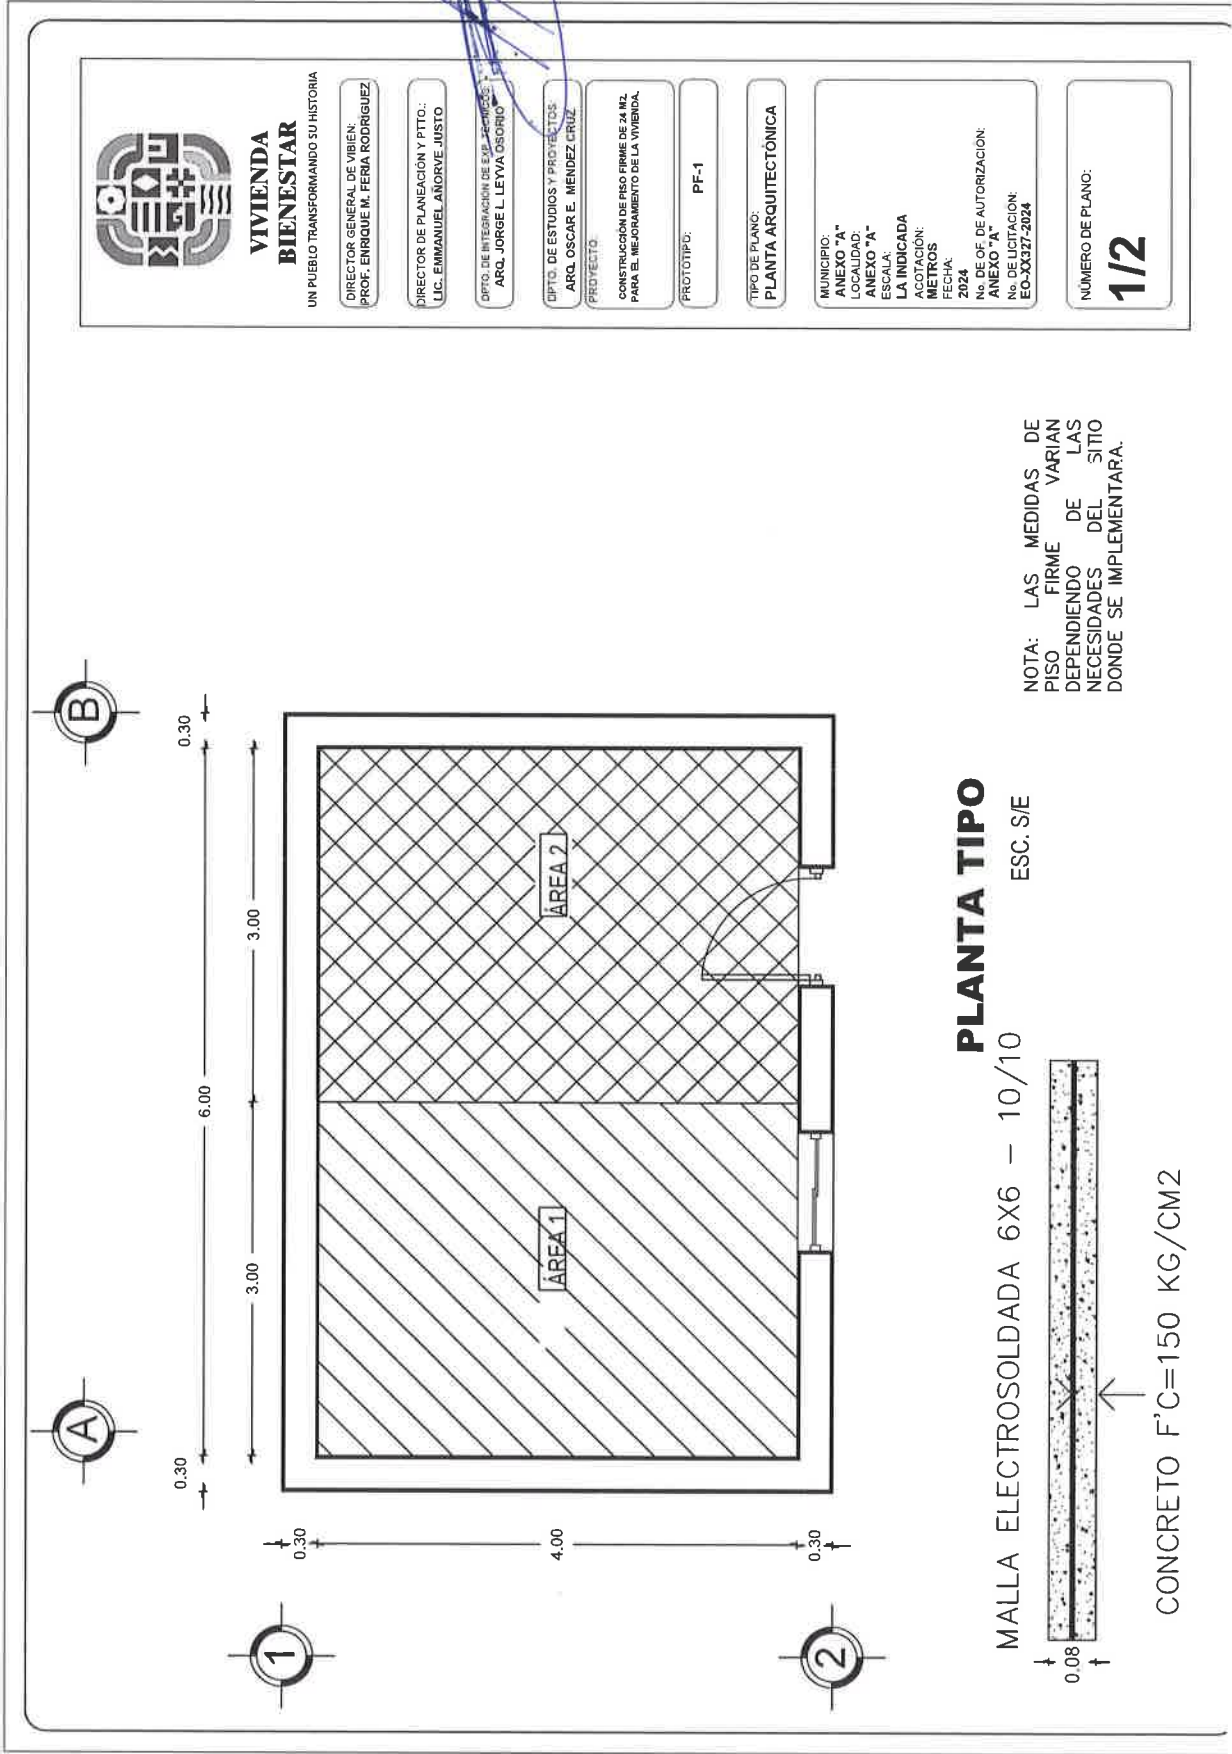 A
B
0.30
6.00
0.30
3.00
3.00
1
0.30
4.00
0.30
2
ÁREA 1
ÁREA 2
PLANTA TIPO
ESC. S/E
MALLA ELECTROSOLDADA 6X6 - 10/10
0.08
CONCRETO F'C=150 KG/CM2
NOTA: LAS MEDIDAS DE
PISO FIRME VARIAN
DEPENDIENDO DE LAS
NECESIDADES DEL SITIO
DONDE SE IMPLEMENTARA.
VIVIENDA
BIENESTAR
UN PUEBLO TRANSFORMANDO SU HISTORIA
DIRECTOR GENERAL DE VIBIEN:
PROF. ENRIQUE M. FERIA RODRÍGUEZ
DIRECTOR DE PLANEACIÓN Y PTTO.:
LIC. EMMANUEL AÑORVE JUSTO
DPTO. DE INTEGRACIÓN DE EXP. TÉCNICOS:
ARQ. JORGE L. LEYVA OSORIO
DPTO. DE ESTUDIOS Y PROYECTOS:
ARQ. OSCAR E. MENDEZ CRUZ
PROYECTO:
CONSTRUCCIÓN DE PISO FIRME DE 24 M2,
PARA EL MEJORAMIENTO DE LA VIVIENDA.
PROTOTIPO:
PF-1
TIPO DE PLANO:
PLANTA ARQUITECTÓNICA
MUNICIPIO:
ANEXO "A"
LOCALIDAD:
ANEXO "A"
ESCALA:
LA INDICADA
ACOTACIÓN:
METROS
FECHA:
2024
No. DE OF. DE AUTORIZACIÓN:
ANEXO "A"
No. DE LICITACIÓN:
EO-XX327-2024
NÚMERO DE PLANO:
1/2